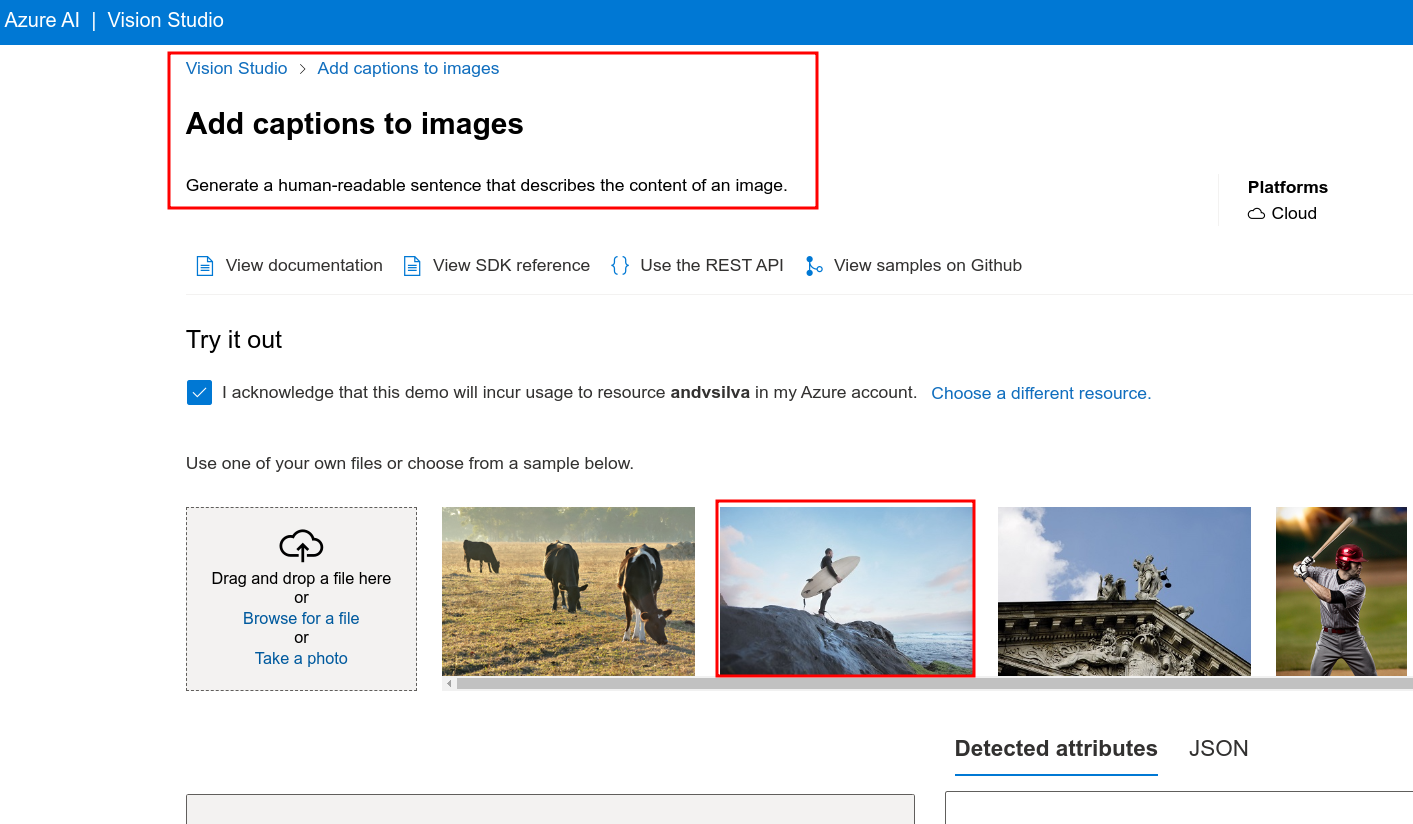 Azure AI | Vision Studio
Vision Studio > Add captions to images
Add captions to images
Generate a human-readable sentence that describes the content of an image.
Platforms
Cloud
View documentation View SDK reference {} Use the REST API View samples on Github
Try it out
I acknowledge that this demo will incur usage to resource andvsilva in my Azure account. Choose a different resource.
Use one of your own files or choose from a sample below.
Drag and drop a file here
or
Browse for a file
or
Take a photo
Detected attributes JSON